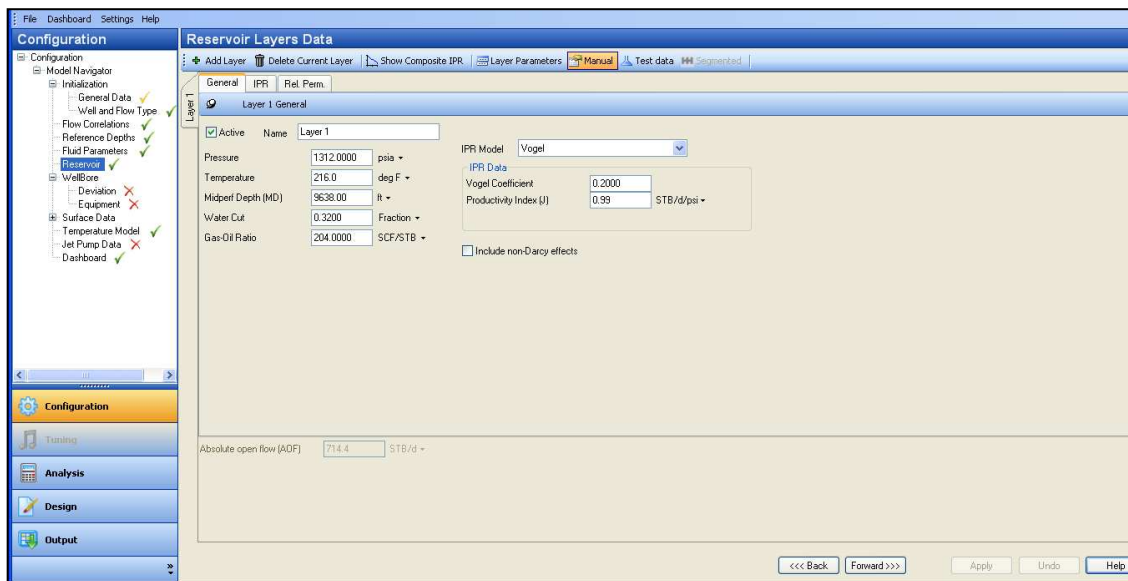 File Dashboard Settings Help
Configuration
Configuration
Model Navigator
Initialization
General Data
Well and Flow Type
Flow Correlations
Reference Depths
Fluid Parameters
Reservoir
WellBore
Deviation
Equipment
Surface Data
Temperature Model
Jet Pump Data
Dashboard
Configuration
Tuning
Analysis
Design
Output
Reservoir Layers Data
Add Layer Delete Current Layer Show Composite IPR Layer Parameters Manual Test data Segmented
Layer 1
General IPR Rel. Perm.
Layer 1 General
Active Name Layer 1
Pressure 1312.0000 psia
Temperature 216.0 deg F
Midperf Depth (MD) 9638.00 ft
Water Cut 0.3200 Fraction
Gas-Oil Ratio 204.0000 SCF/STB
IPR Model Vogel
IPR Data
Vogel Coefficient 0.2000
Productivity Index (J) 0.99 STB/d/psi
Include non-Darcy effects
Absolute open flow (AOF) 714.4 STB/d
<<< Back Forward >>> Apply Undo Help